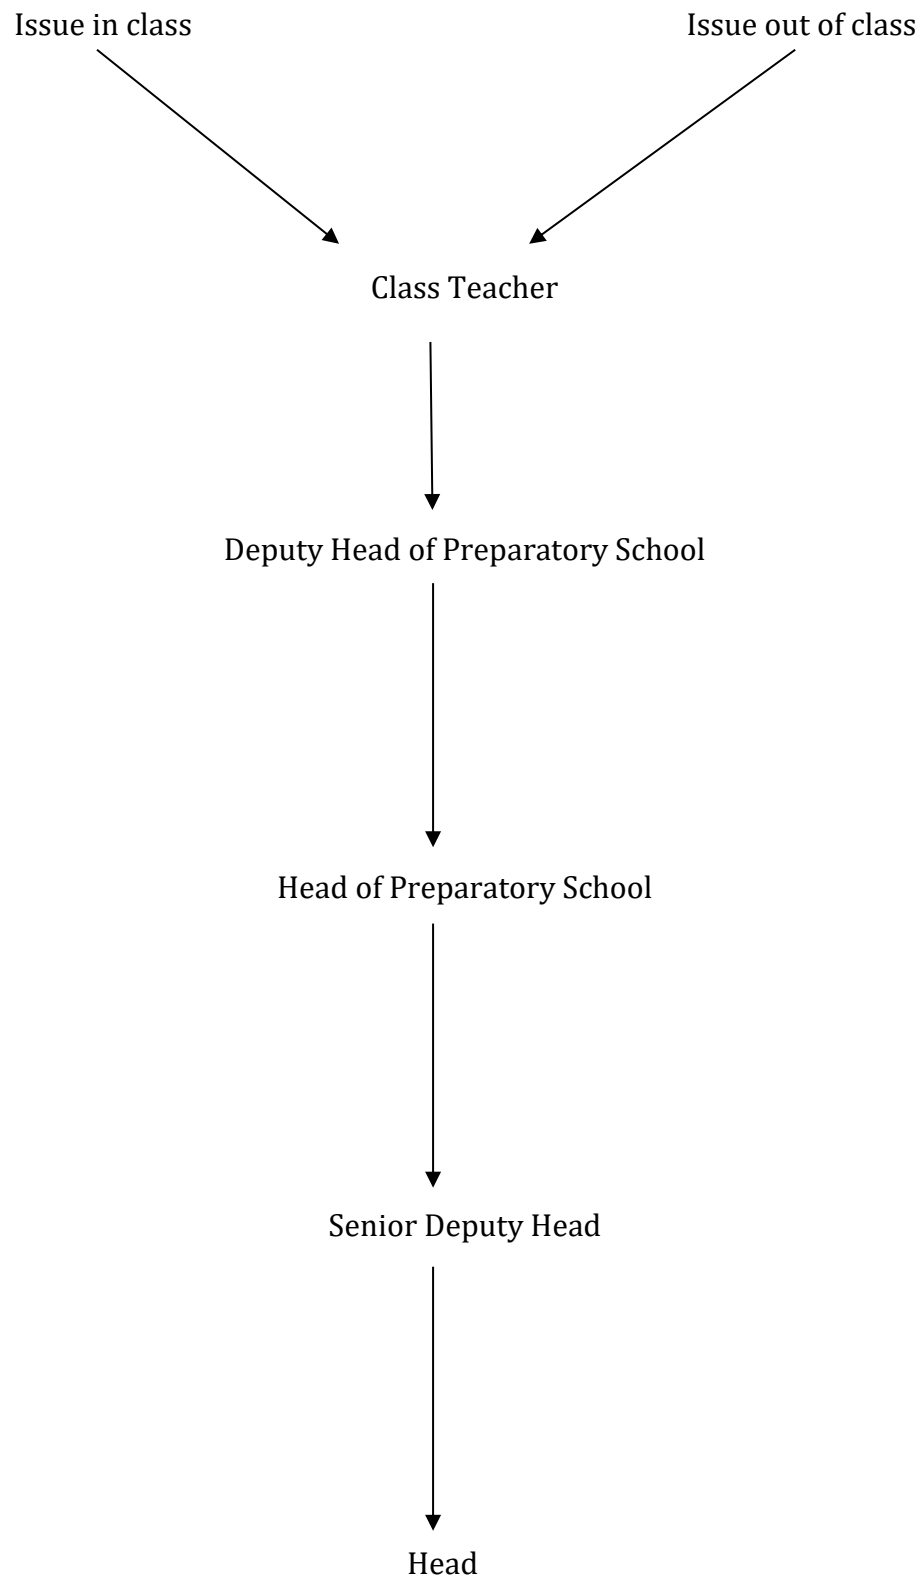 Issue in class
Issue out of class
Class Teacher
Deputy Head of Preparatory School
Head of Preparatory School
Senior Deputy Head
Head